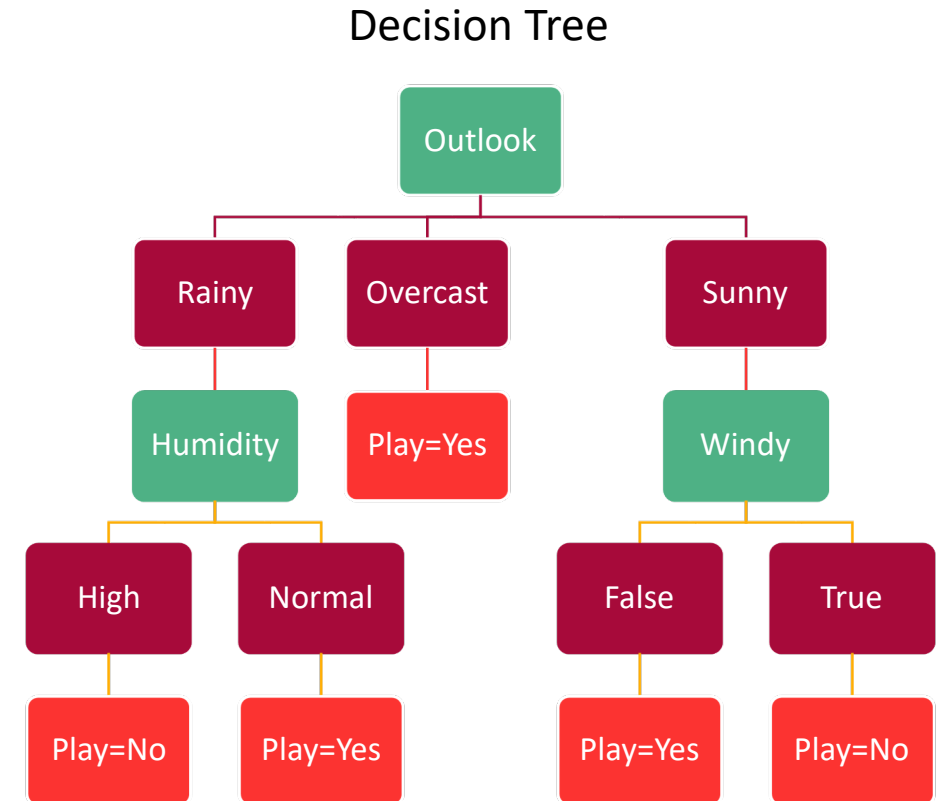 Decision Tree
Outlook
Rainy
Overcast
Sunny
Humidity
Play=Yes
Windy
High
Normal
False
True
Play=No
Play=Yes
Play=Yes
Play=No